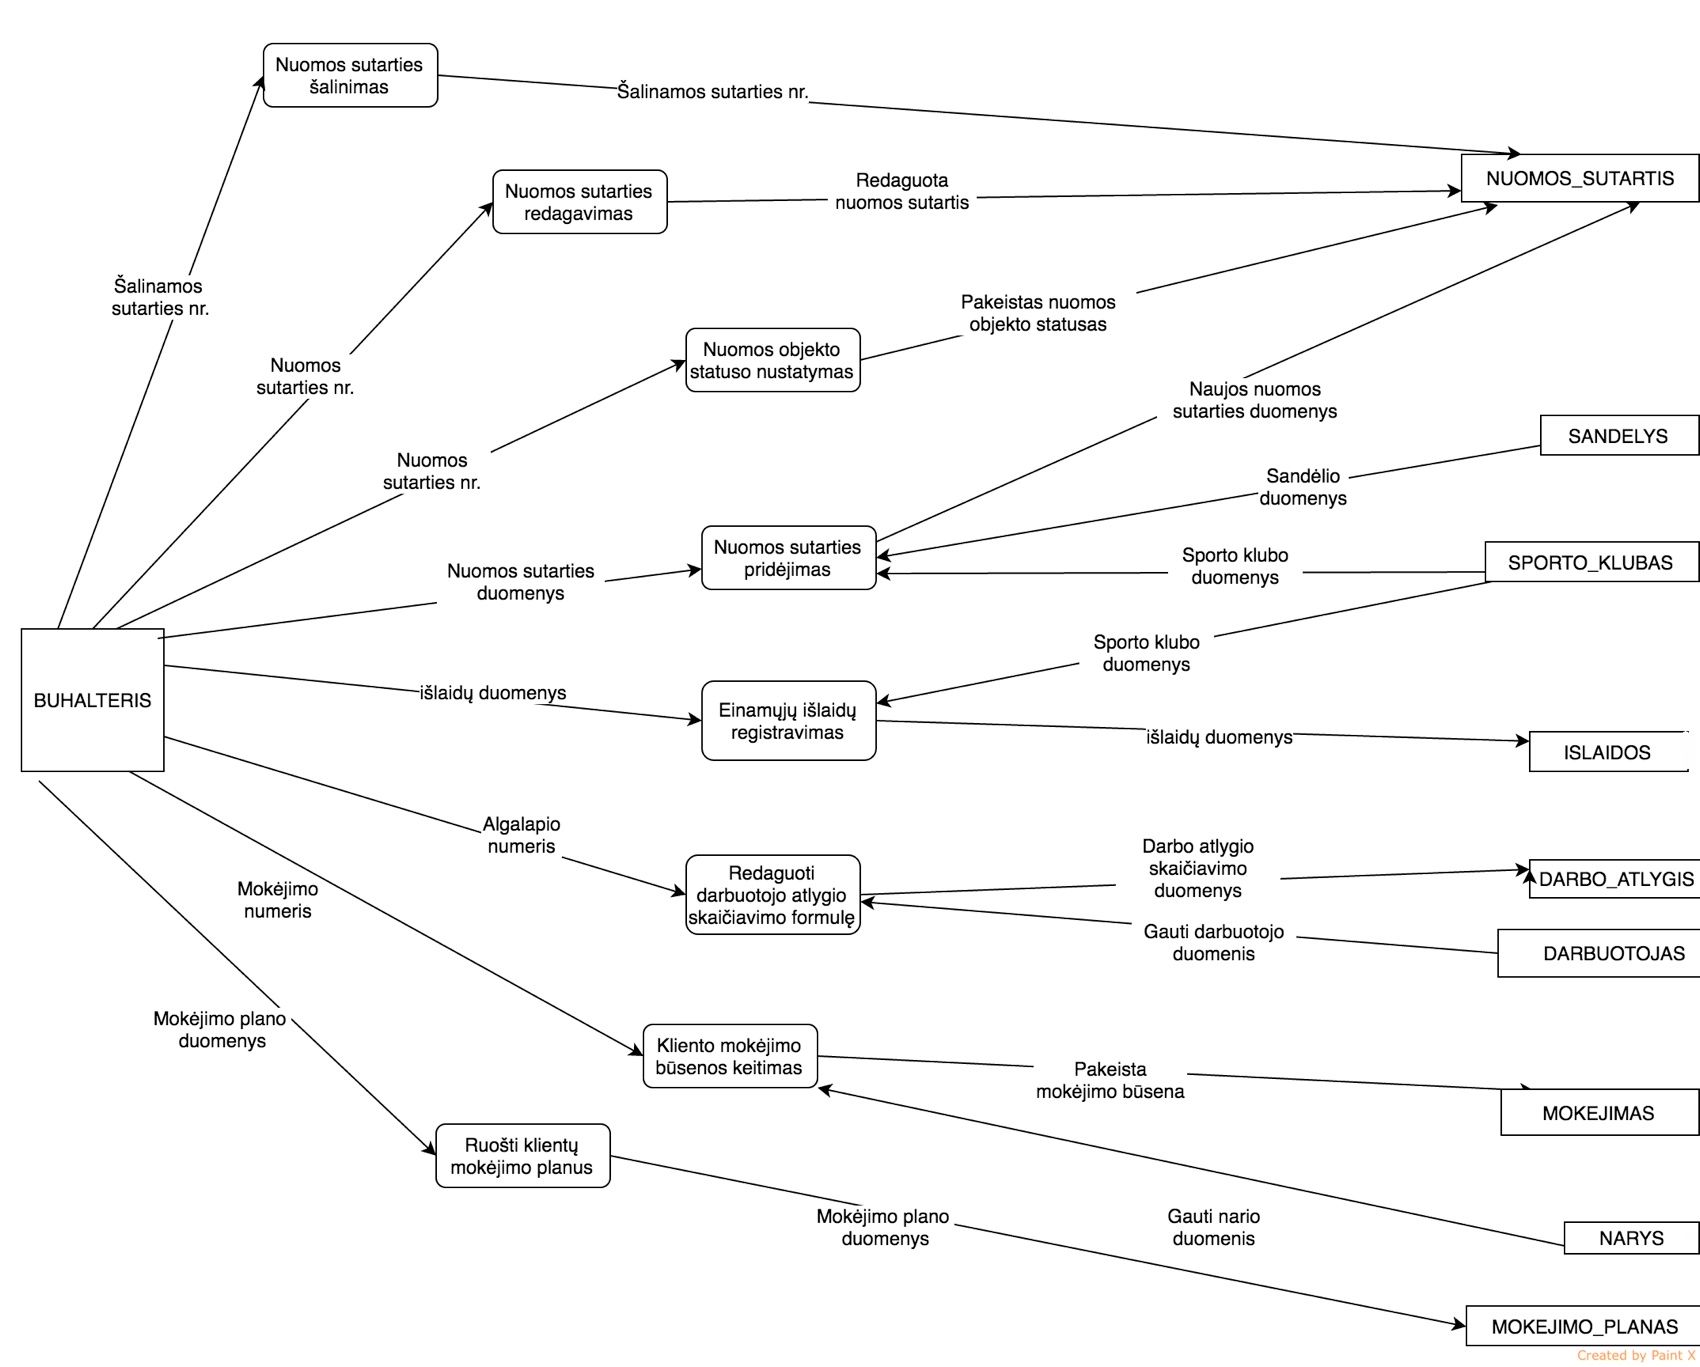 Nuomos sutarties
šalinimas
Šalinamos sutarties nr.
NUOMOS_SUTARTIS
Nuomos sutarties
redagavimas
Redaguota
nuomos sutartis
Šalinamos
sutarties nr.
Pakeistas nuomos
objekto statusas
Nuomos objekto
statuso nustatymas
Nuomos
sutarties nr.
Naujos nuomos
sutarties duomenys
SANDELYS
Nuomos
sutarties nr.
Sandėlio
duomenys
Nuomos sutarties
pridėjimas
Sporto klubo
duomenys
SPORTO_KLUBAS
Nuomos sutarties
duomenys
Sporto klubo
duomenys
BUHALTERIS
išlaidų duomenys
Einamųjų išlaidų
registravimas
išlaidų duomenys
ISLAIDOS
Algalapio
numeris
Darbo atlygio
skaičiavimo
duomenys
Redaguoti
darbuotojo atlygio
skaičiavimo formulę
DARBO_ATLYGIS
Mokėjimo
numeris
Gauti darbuotojo
duomenis
DARBUOTOJAS
Mokėjimo plano
duomenys
Kliento mokėjimo
būsenos keitimas
Pakeista
mokėjimo būsena
MOKEJIMAS
Ruošti klientų
mokėjimo planus
Mokėjimo plano
duomenys
Gauti nario
duomenis
NARYS
MOKEJIMO_PLANAS
Created by Paint X